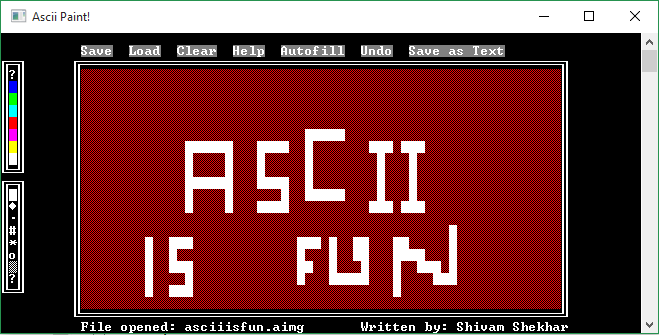 Ascii Paint!
Save Load Clear Help Autofill Undo Save as Text
?
ASCII
IS FUN
■
♦
-
#
*
o
▒
?
File opened: asciiisfun.aimg Written by: Shivam Shekhar